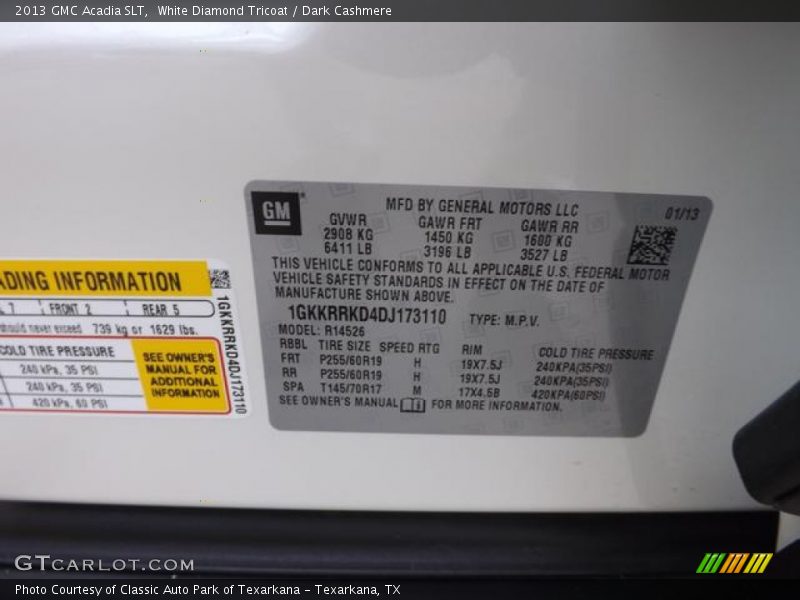 2013 GMC Acadia SLT,  White Diamond Tricoat / Dark Cashmere
GM
MFD BY GENERAL MOTORS LLC
01/13
GVWR GAWR FRT GAWR RR
2908 KG 1450 KG 1600 KG
6411 LB 3196 LB 3527 LB
THIS VEHICLE CONFORMS TO ALL APPLICABLE U.S. FEDERAL MOTOR
VEHICLE SAFETY STANDARDS IN EFFECT ON THE DATE OF
MANUFACTURE SHOWN ABOVE.
1GKKRRKD4DJ173110 TYPE: M.P.V.
MODEL: R14526
RBBL TIRE SIZE SPEED RTG RIM COLD TIRE PRESSURE
FRT P255/60R19 H 19X7.5J 240KPA(35PSI)
RR P255/60R19 H 19X7.5J 240KPA(35PSI)
SPA T145/70R17 M 17X4.5B 420KPA(60PSI)
SEE OWNER'S MANUAL FOR MORE INFORMATION.
ADING INFORMATION
7 FRONT 2 REAR 5
should never exceed 739 kg or 1629 lbs.
COLD TIRE PRESSURE
240 kPa, 35 PSI
240 kPa, 35 PSI
420 kPa, 60 PSI
SEE OWNER'S
MANUAL FOR
ADDITIONAL
INFORMATION
1GKKRRKD4DJ173110
GTCARLOT.COM
Photo Courtesy of Classic Auto Park of Texarkana - Texarkana, TX